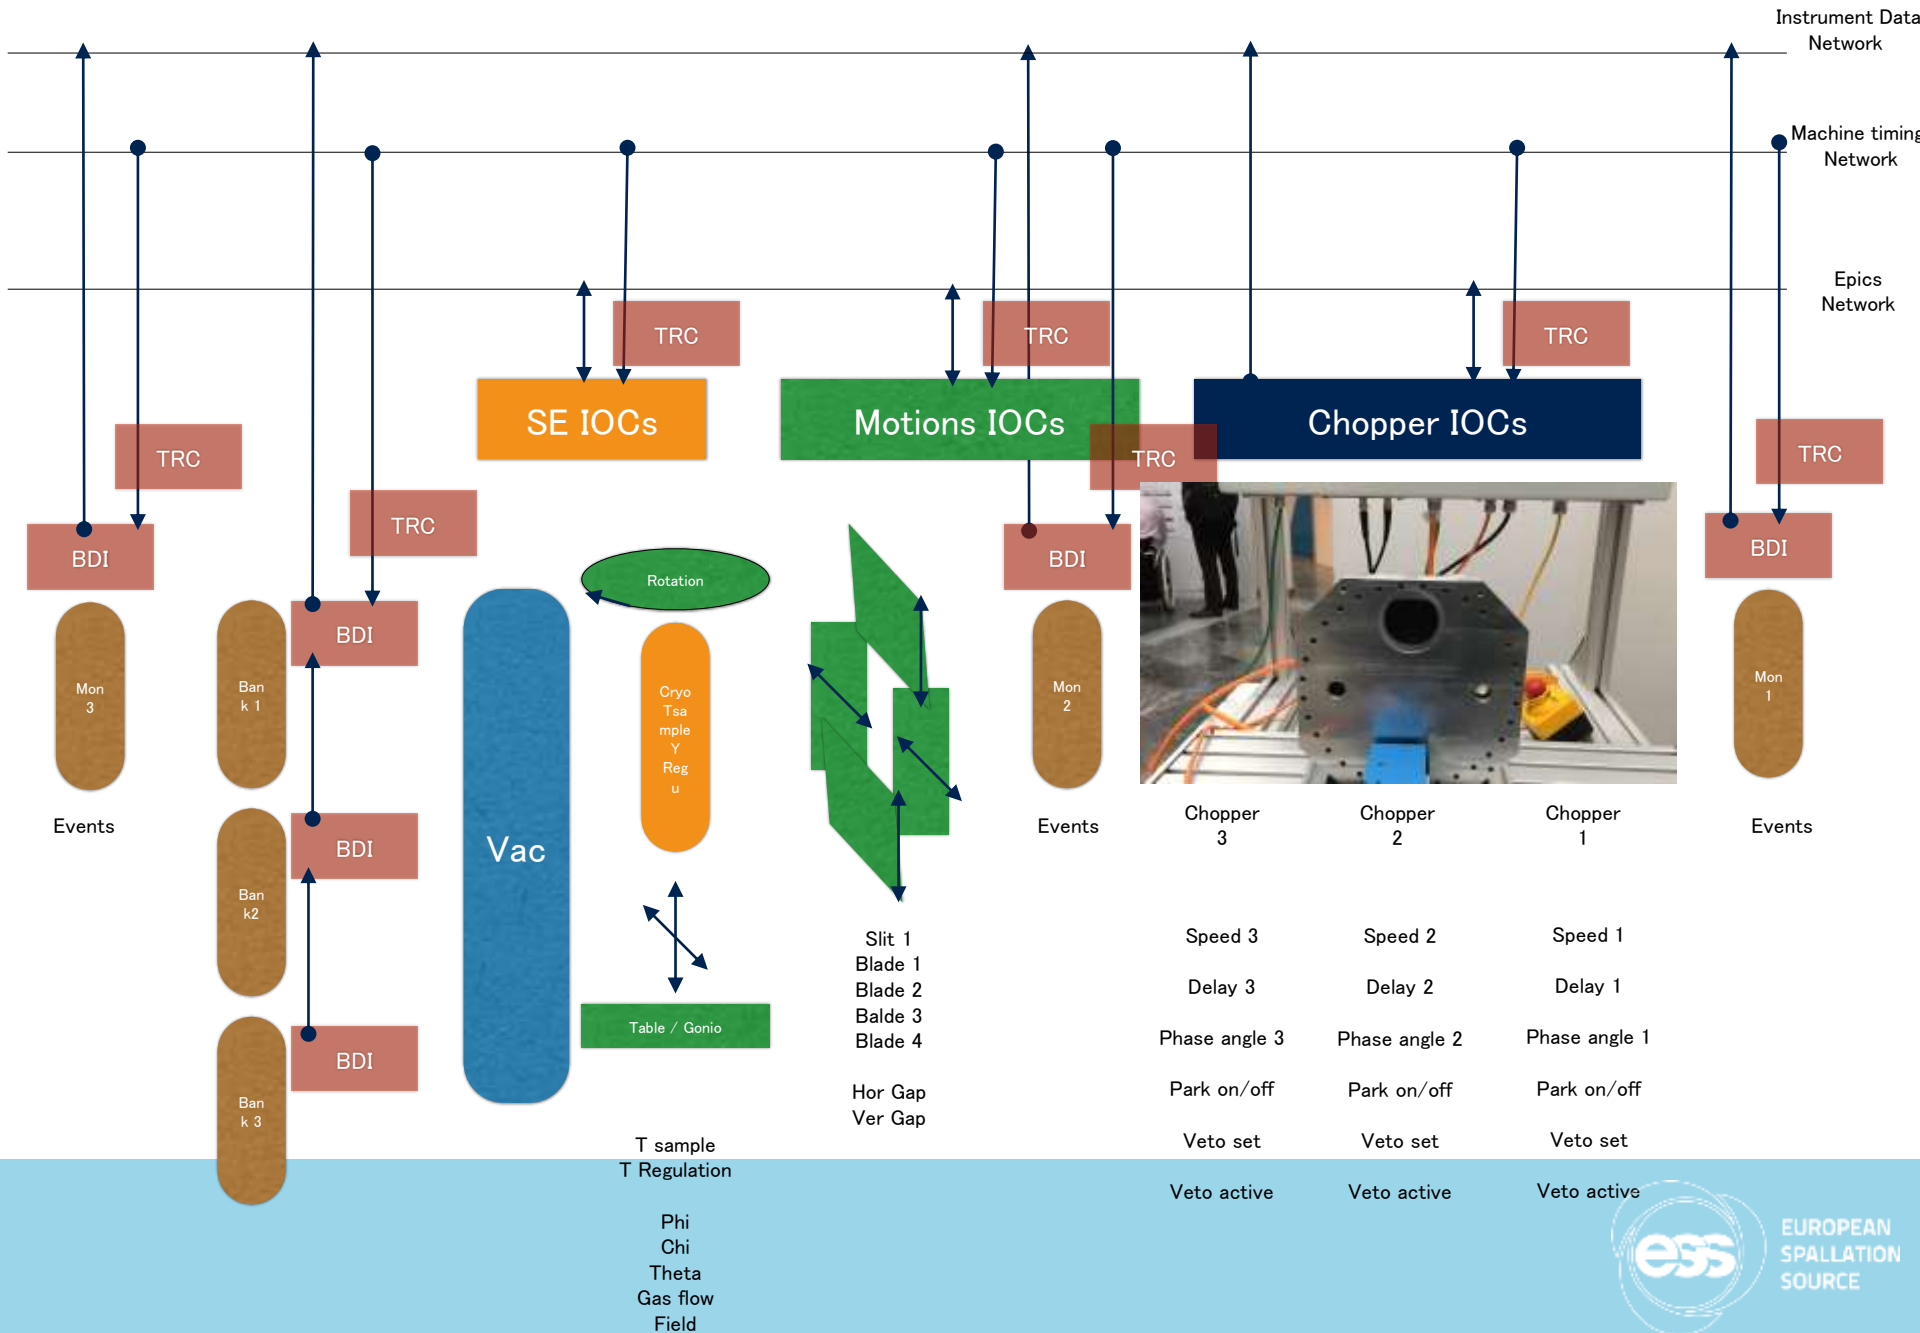 Instrument Data
Network
Machine timing
Network
Epics
Network
TRC
TRC
TRC
SE IOCs
Motions IOCs
Chopper IOCs
TRC
TRC
TRC
TRC
BDI
BDI
BDI
BDI
BDI
BDI
Rotation
Mon
3
Ban
k 1
Cryo
Tsa
mple
Y
Reg
u
Mon
2
Mon
1
Events
Vac
Events
Chopper
3
Chopper
2
Chopper
1
Events
Ban
k2
Ban
k 3
Table / Gonio
Slit 1
Blade 1
Blade 2
Balde 3
Blade 4
Hor Gap
Ver Gap
Speed 3
Delay 3
Phase angle 3
Park on/off
Veto set
Veto active
Speed 2
Delay 2
Phase angle 2
Park on/off
Veto set
Veto active
Speed 1
Delay 1
Phase angle 1
Park on/off
Veto set
Veto active
T sample
T Regulation
Phi
Chi
Theta
Gas flow
Field
ess
EUROPEAN
SPALLATION
SOURCE